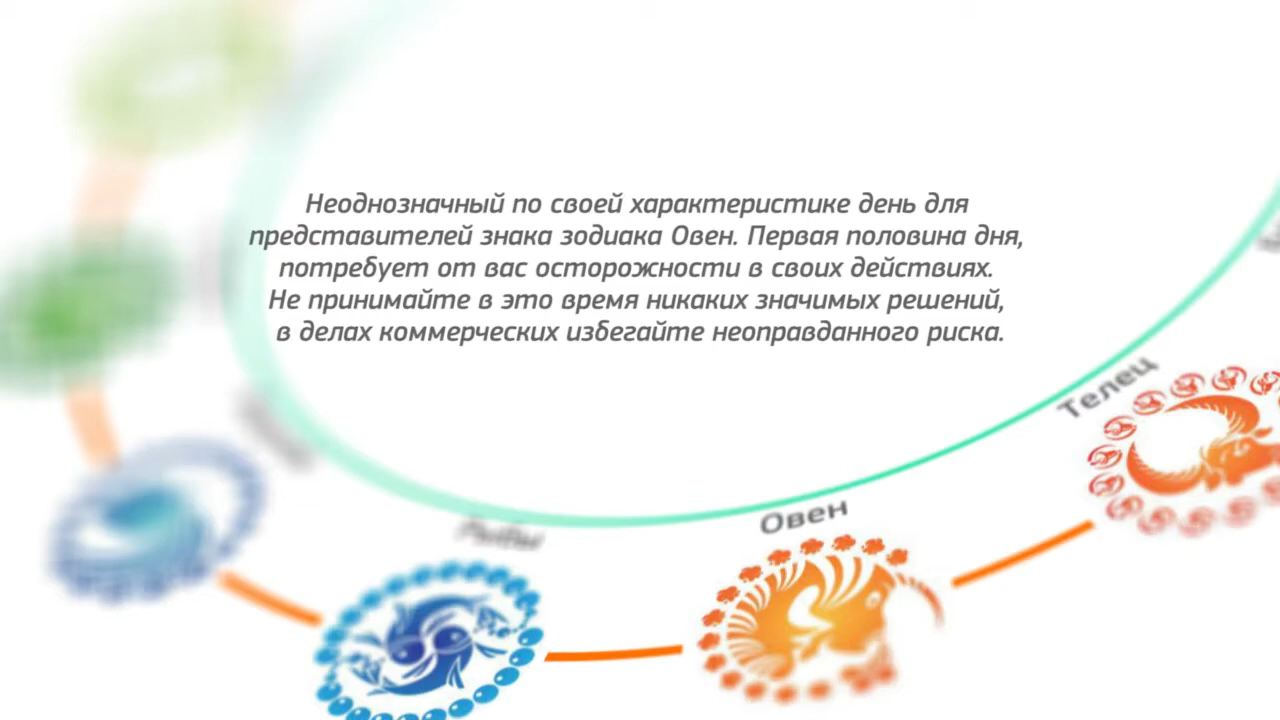 Неоднозначный по своей характеристике день для
представителей знака зодиака Овен. Первая половина дня,
потребует от вас осторожности в своих действиях.
Не принимайте в это время никаких значимых решений,
в делах коммерческих избегайте неоправданного риска.
Телец
Овен
Рыбы